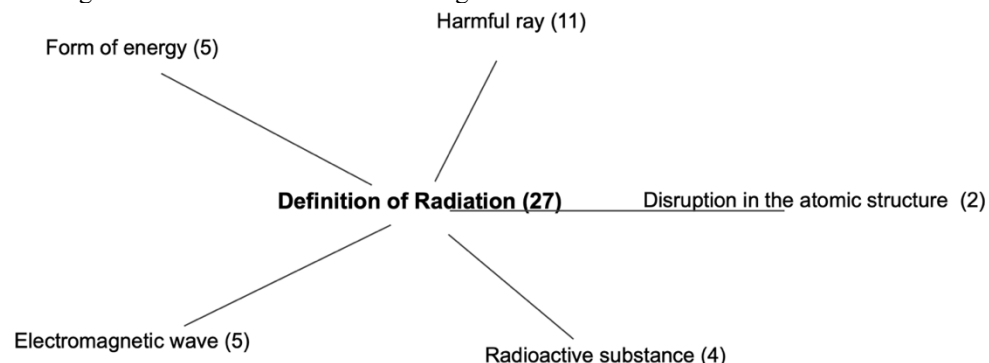 Harmful ray (11)
Form of energy (5)
Definition of Radiation (27)
Disruption in the atomic structure (2)
Electromagnetic wave (5)
Radioactive substance (4)